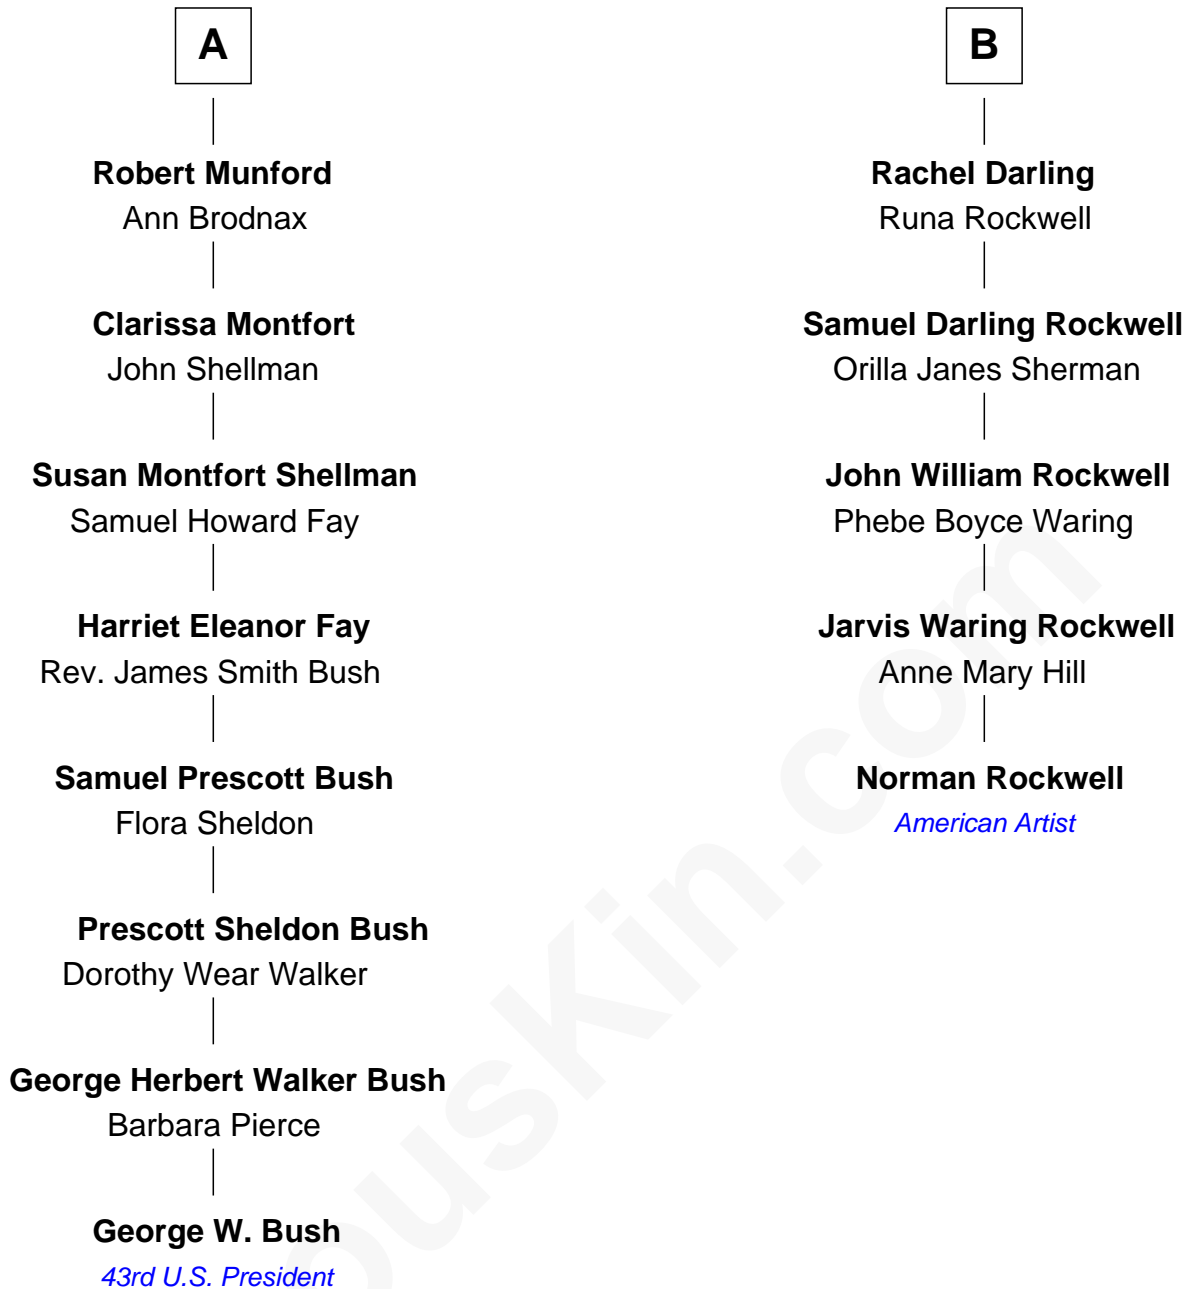 A
Robert Munford
Ann Brodnax
Clarissa Montfort
John Shellman
Susan Montfort Shellman
Samuel Howard Fay
Harriet Eleanor Fay
Rev. James Smith Bush
Samuel Prescott Bush
Flora Sheldon
Prescott Sheldon Bush
Dorothy Wear Walker
George Herbert Walker Bush
Barbara Pierce
George W. Bush
43rd U.S. President
B
Rachel Darling
Runa Rockwell
Samuel Darling Rockwell
Orilla Janes Sherman
John William Rockwell
Phebe Boyce Waring
Jarvis Waring Rockwell
Anne Mary Hill
Norman Rockwell
American Artist
ousKin.com